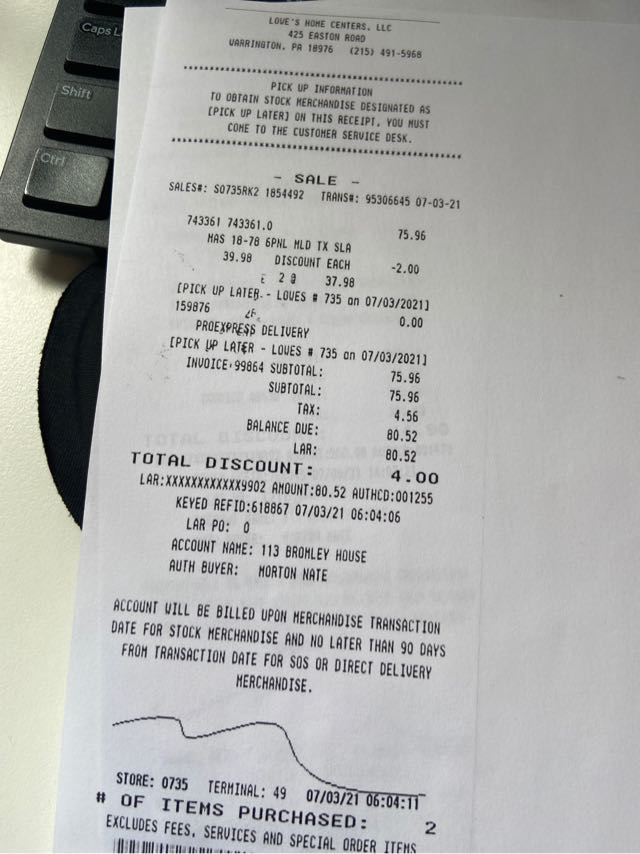 Caps L
Shift
Ctrl
LOWE'S HOME CENTERS, LLC
425 EASTON ROAD
WARRINGTON, PA 18976 (215) 491-5968
PICK UP INFORMATION
TO OBTAIN STOCK MERCHANDISE DESIGNATED AS
[PICK UP LATER] ON THIS RECEIPT, YOU MUST
COME TO THE CUSTOMER SERVICE DESK.
- SALE -
SALES#: S0735RK2 1854492 TRANS#: 95306645 07-03-21
743361 743361.0 75.96
MAS 18-78 6PNL MLD TX SLA
39.98 DISCOUNT EACH -2.00
2 @ 37.98
[PICK UP LATER - LOWES # 735 on 07/03/2021]
159876 0.00
PROEXPRESS DELIVERY
[PICK UP LATER - LOWES # 735 on 07/03/2021]
INVOICE 99864 SUBTOTAL: 75.96
SUBTOTAL: 75.96
TAX: 4.56
BALANCE DUE: 80.52
LAR: 80.52
TOTAL DISCOUNT: 4.00
LAR:XXXXXXXXXXXX9902 AMOUNT:80.52 AUTHCD:001255
KEYED REFID:618867 07/03/21 06:04:06
LAR PO: 0
ACCOUNT NAME: 113 BROMLEY HOUSE
AUTH BUYER: MORTON NATE
ACCOUNT WILL BE BILLED UPON MERCHANDISE TRANSACTION
DATE FOR STOCK MERCHANDISE AND NO LATER THAN 90 DAYS
FROM TRANSACTION DATE FOR SOS OR DIRECT DELIVERY
MERCHANDISE.
STORE: 0735 TERMINAL: 49 07/03/21 06:04:11
# OF ITEMS PURCHASED: 2
EXCLUDES FEES, SERVICES AND SPECIAL ORDER ITEMS